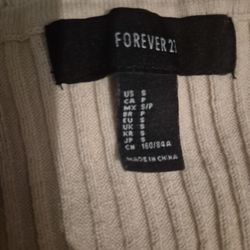 FOREVER 21
US S
CA P
MX S/P
BR P
EU S
UK S
KR S
JP S
CN 160/84A
MADE IN CHINA